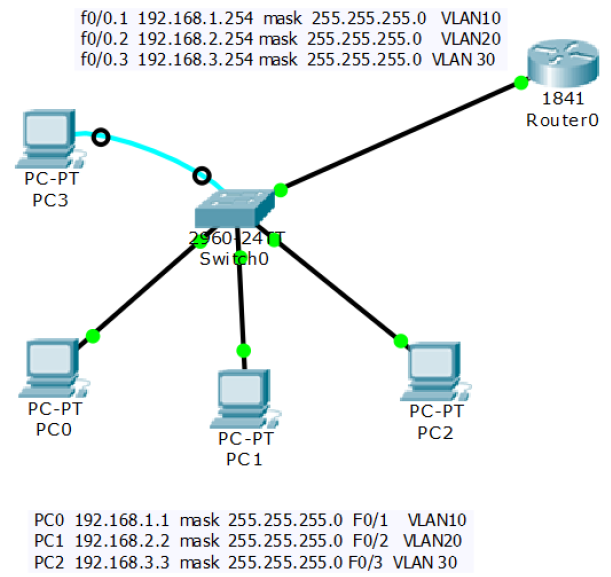 f0/0.1 192.168.1.254 mask 255.255.255.0 VLAN10
f0/0.2 192.168.2.254 mask 255.255.255.0 VLAN20
f0/0.3 192.168.3.254 mask 255.255.255.0 VLAN 30
1841
Router0
PC-PT
PC3
2960-24TT
Switch0
PC-PT
PC0
PC-PT
PC1
PC-PT
PC2
PC0 192.168.1.1 mask 255.255.255.0 F0/1 VLAN10
PC1 192.168.2.2 mask 255.255.255.0 F0/2 VLAN20
PC2 192.168.3.3 mask 255.255.255.0 F0/3 VLAN 30